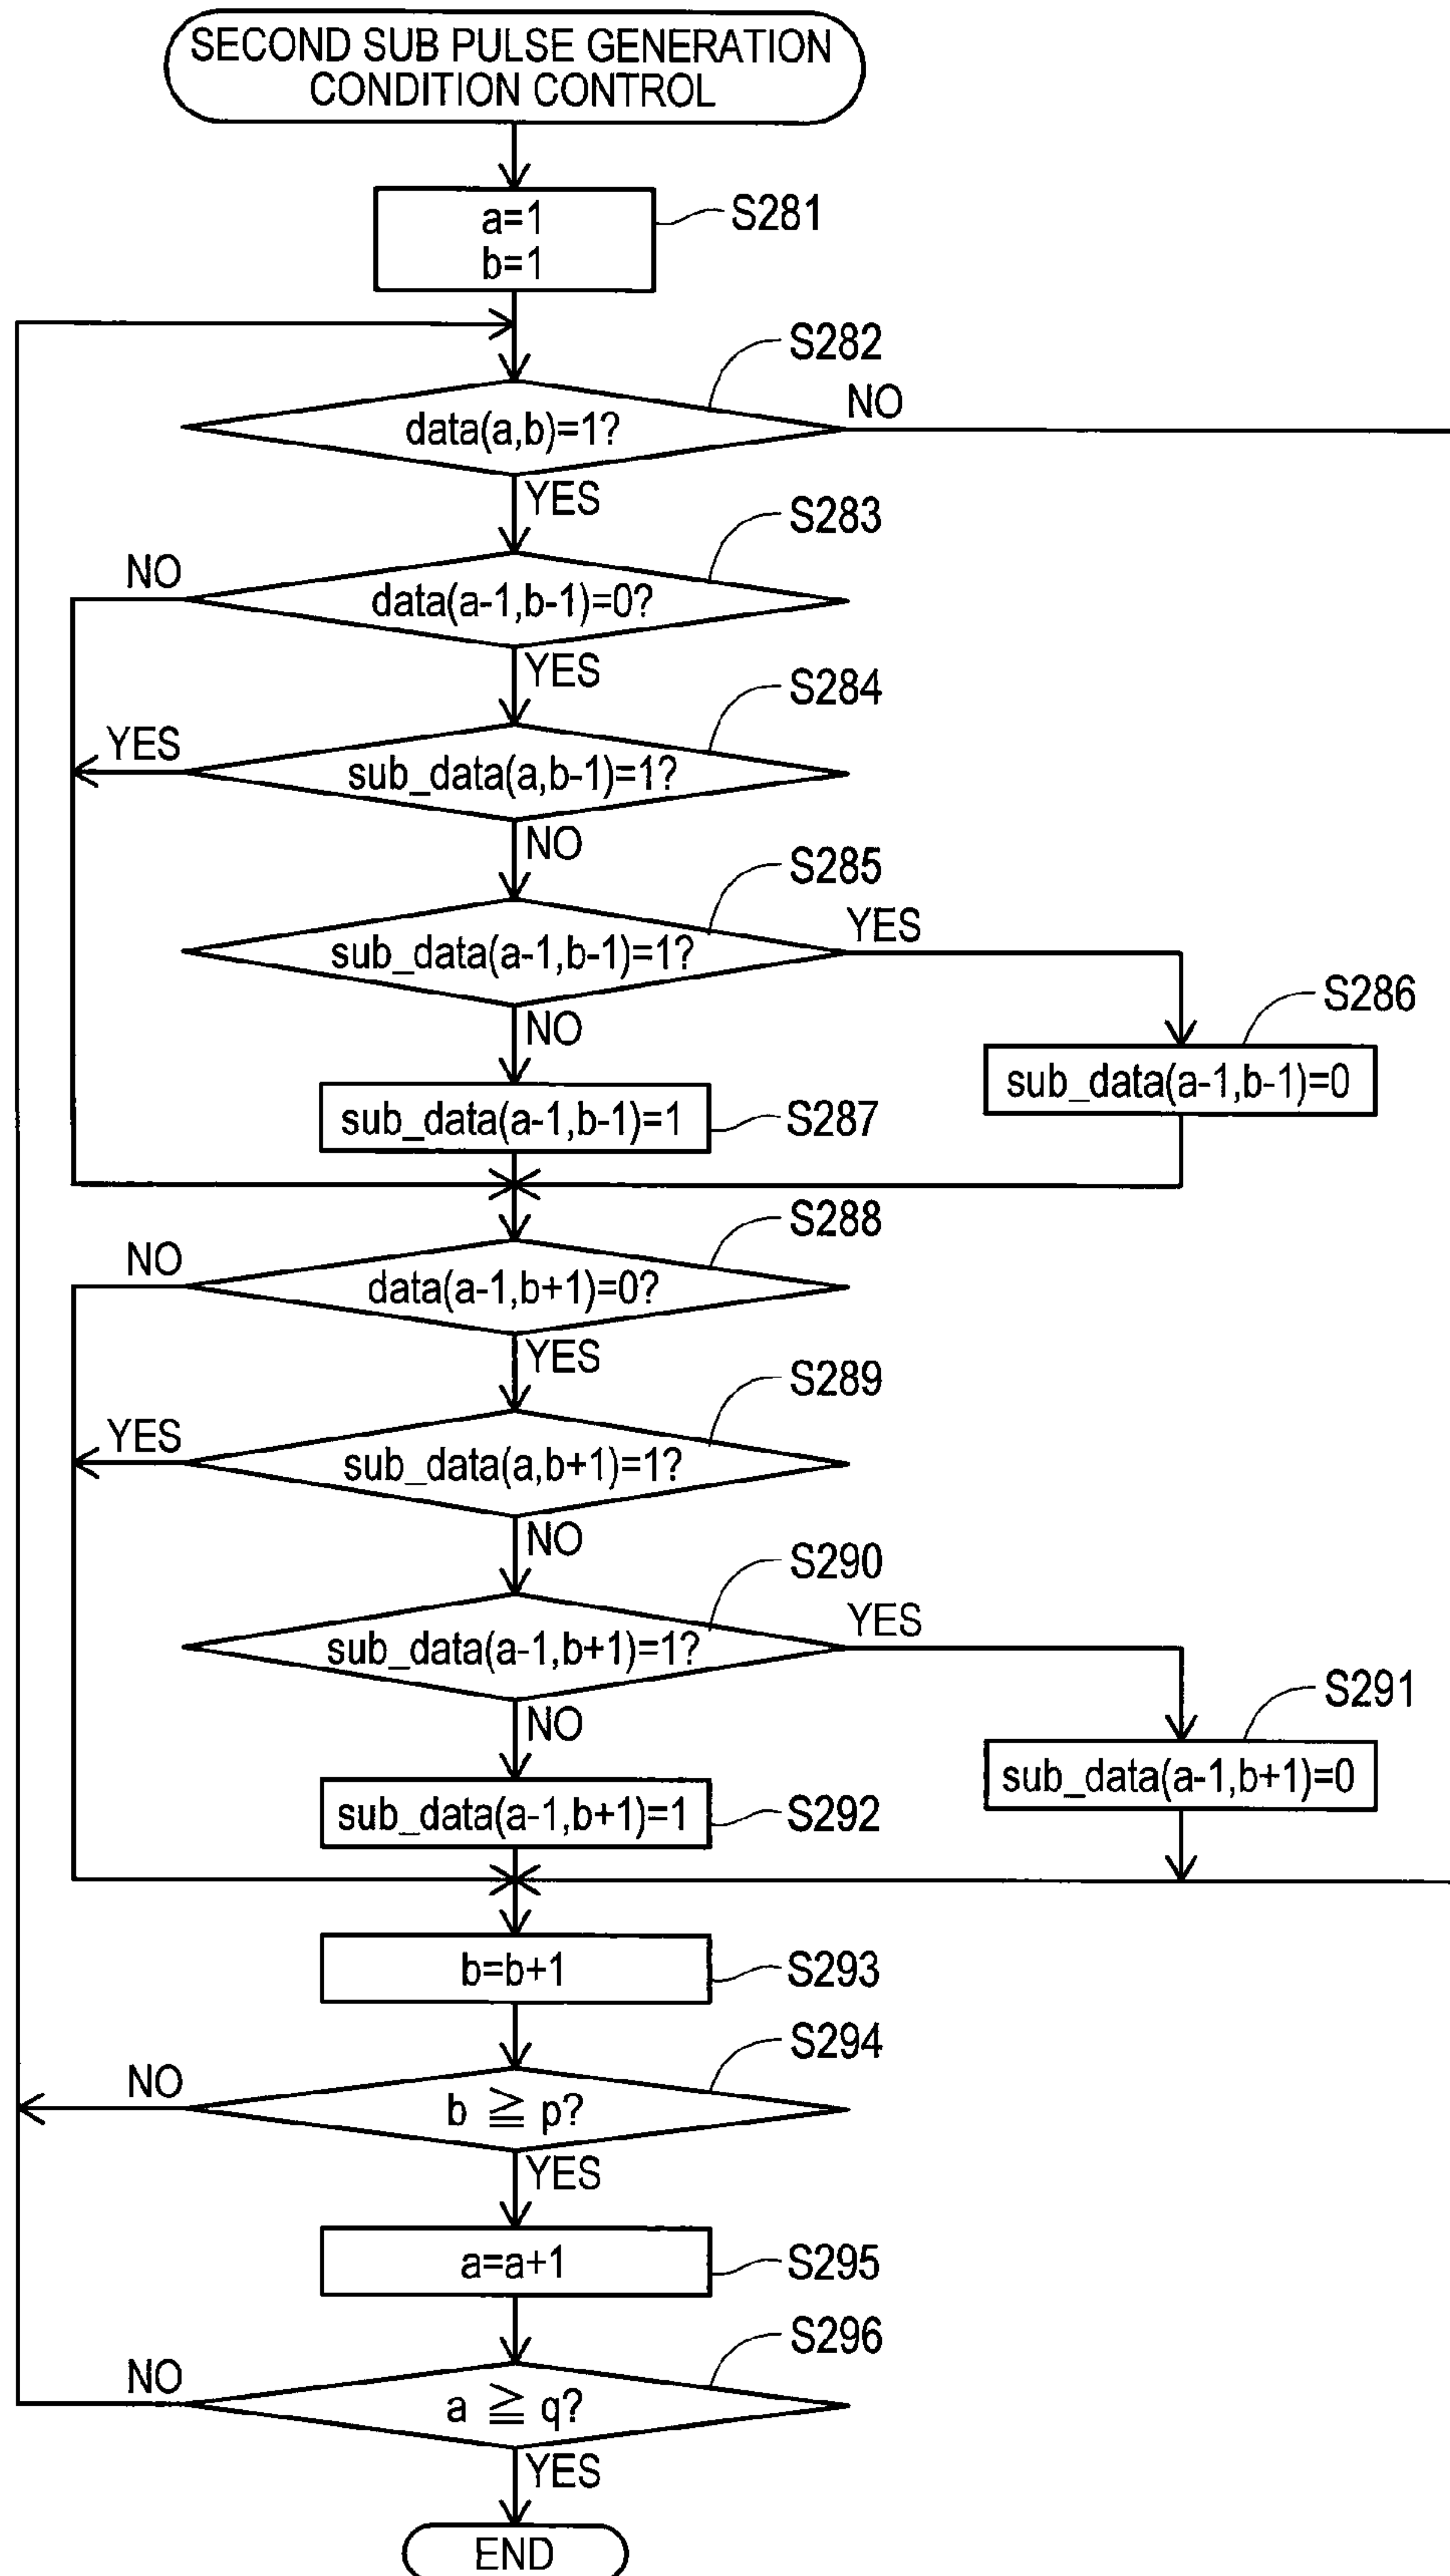 SECOND SUB PULSE GENERATION
CONDITION CONTROL
a=1
b=1
S281
S282
data(a,b)=1?
NO
YES
S283
NO
data(a-1,b-1)=0?
YES
S284
YES
sub_data(a,b-1)=1?
NO
S285
sub_data(a-1,b-1)=1?
YES
NO
S286
sub_data(a-1,b-1)=0
sub_data(a-1,b-1)=1
S287
S288
NO
data(a-1,b+1)=0?
YES
S289
YES
sub_data(a,b+1)=1?
NO
S290
sub_data(a-1,b+1)=1?
YES
NO
S291
sub_data(a-1,b+1)=0
sub_data(a-1,b+1)=1
S292
b=b+1
S293
S294
NO
b ≧ p?
YES
a=a+1
S295
S296
NO
a ≧ q?
YES
END